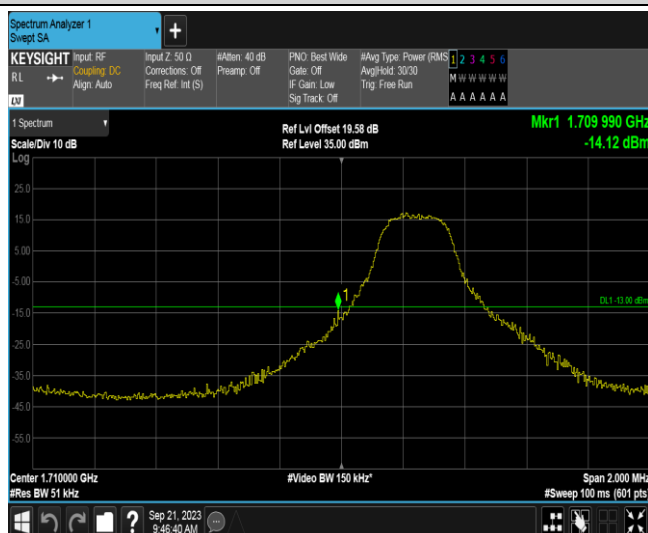 Spectrum Analyzer 1
Swept SA
+
KEYSIGHT
RL
LXI
Input: RF
Coupling: DC
Align: Auto
Input Z: 50 Ω
Corrections: Off
Freq Ref: Int (S)
#Atten: 40 dB
Preamp: Off
PNO: Best Wide
Gate: Off
IF Gain: Low
Sig Track: Off
#Avg Type: Power (RMS
Avg|Hold: 30/30
Trig: Free Run
1 2 3 4 5 6
M W W W W W
A A A A A A
1 Spectrum
Scale/Div 10 dB
Ref Lvl Offset 19.58 dB
Ref Level 35.00 dBm
Mkr1 1.709 990 GHz
-14.12 dBm
Log
25.0
15.0
5.00
-5.00
-15.0
-25.0
-35.0
-45.0
-55.0
1
DL1 -13.00 dBm
Center 1.710000 GHz
#Res BW 51 kHz
#Video BW 150 kHz*
Span 2.000 MHz
#Sweep 100 ms (601 pts)
?
Sep 21, 2023
9:46:40 AM